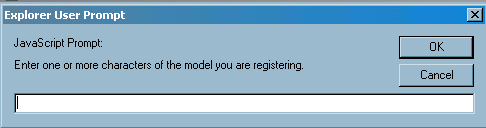 Explorer User Prompt
JavaScript Prompt:
OK
Enter one or more characters of the model you are registering.
Cancel